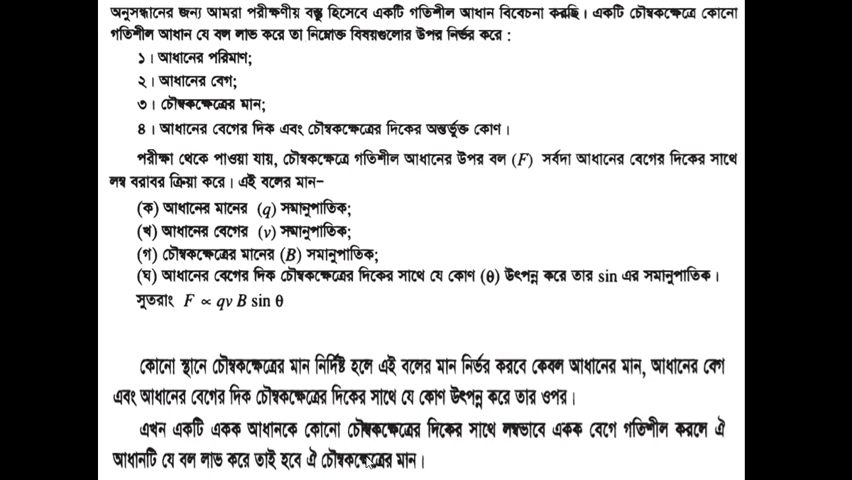 অনুসন্ধানের জন্য আমরা পরীক্ষণীয় বস্তু হিসেবে একটি গতিশীল আধান বিবেচনা করছি। একটি চৌম্বকক্ষেত্রে কোনো
গতিশীল আধান যে বল লাভ করে তা নিম্নোক্ত বিষয়গুলোর উপর নির্ভর করে :
১। আধানের পরিমাণ;
২। আধানের বেগ;
৩। চৌম্বকক্ষেত্রের মান;
৪। আধানের বেগের দিক এবং চৌম্বকক্ষেত্রের দিকের অন্তর্ভুক্ত কোণ।
পরীক্ষা থেকে পাওয়া যায়, চৌম্বকক্ষেত্রে গতিশীল আধানের উপর বল (F) সর্বদা আধানের বেগের দিকের সাথে
লম্ব বরাবর ক্রিয়া করে। এই বলের মান–
(ক) আধানের মানের (q) সমানুপাতিক;
(খ) আধানের বেগের (v) সমানুপাতিক;
(গ) চৌম্বকক্ষেত্রের মানের (B) সমানুপাতিক;
(ঘ) আধানের বেগের দিক চৌম্বকক্ষেত্রের দিকের সাথে যে কোণ (θ) উৎপন্ন করে তার sin এর সমানুপাতিক।
সুতরাং F ∝ qv B sin θ
কোনো স্থানে চৌম্বকক্ষেত্রের মান নির্দিষ্ট হলে এই বলের মান নির্ভর করবে কেবল আধানের মান, আধানের বেগ
এবং আধানের বেগের দিক চৌম্বকক্ষেত্রের দিকের সাথে যে কোণ উৎপন্ন করে তার ওপর।
এখন একটি একক আধানকে কোনো চৌম্বকক্ষেত্রের দিকের সাথে লম্বভাবে একক বেগে গতিশীল করলে ঐ
আধানটি যে বল লাভ করে তাই হবে ঐ চৌম্বকক্ষেত্রের মান।